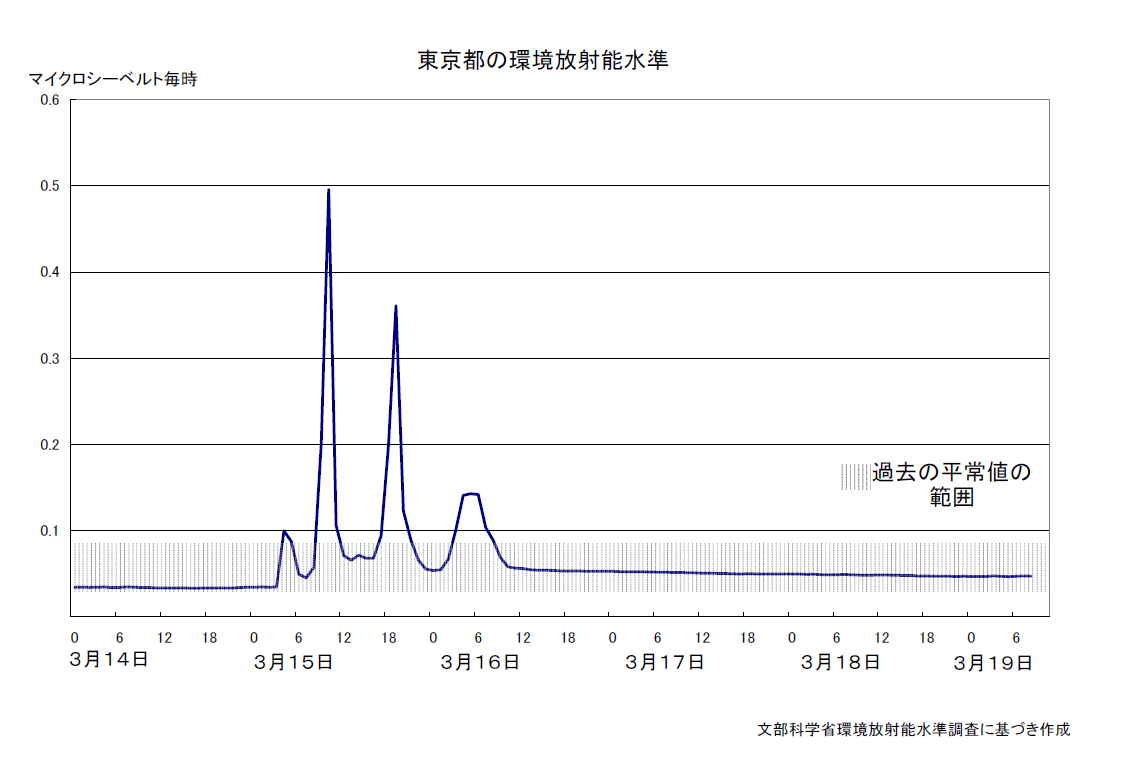 東京都の環境放射能水準
マイクロシーベルト毎時
0.6
0.5
0.4
0.3
0.2
0.1
過去の平常値の
範囲
0 6 12 18 0 6 12 18 0 6 12 18 0 6 12 18 0 6 12 18 0 6
3月14日 3月15日 3月16日 3月17日 3月18日 3月19日
文部科学省環境放射能水準調査に基づき作成